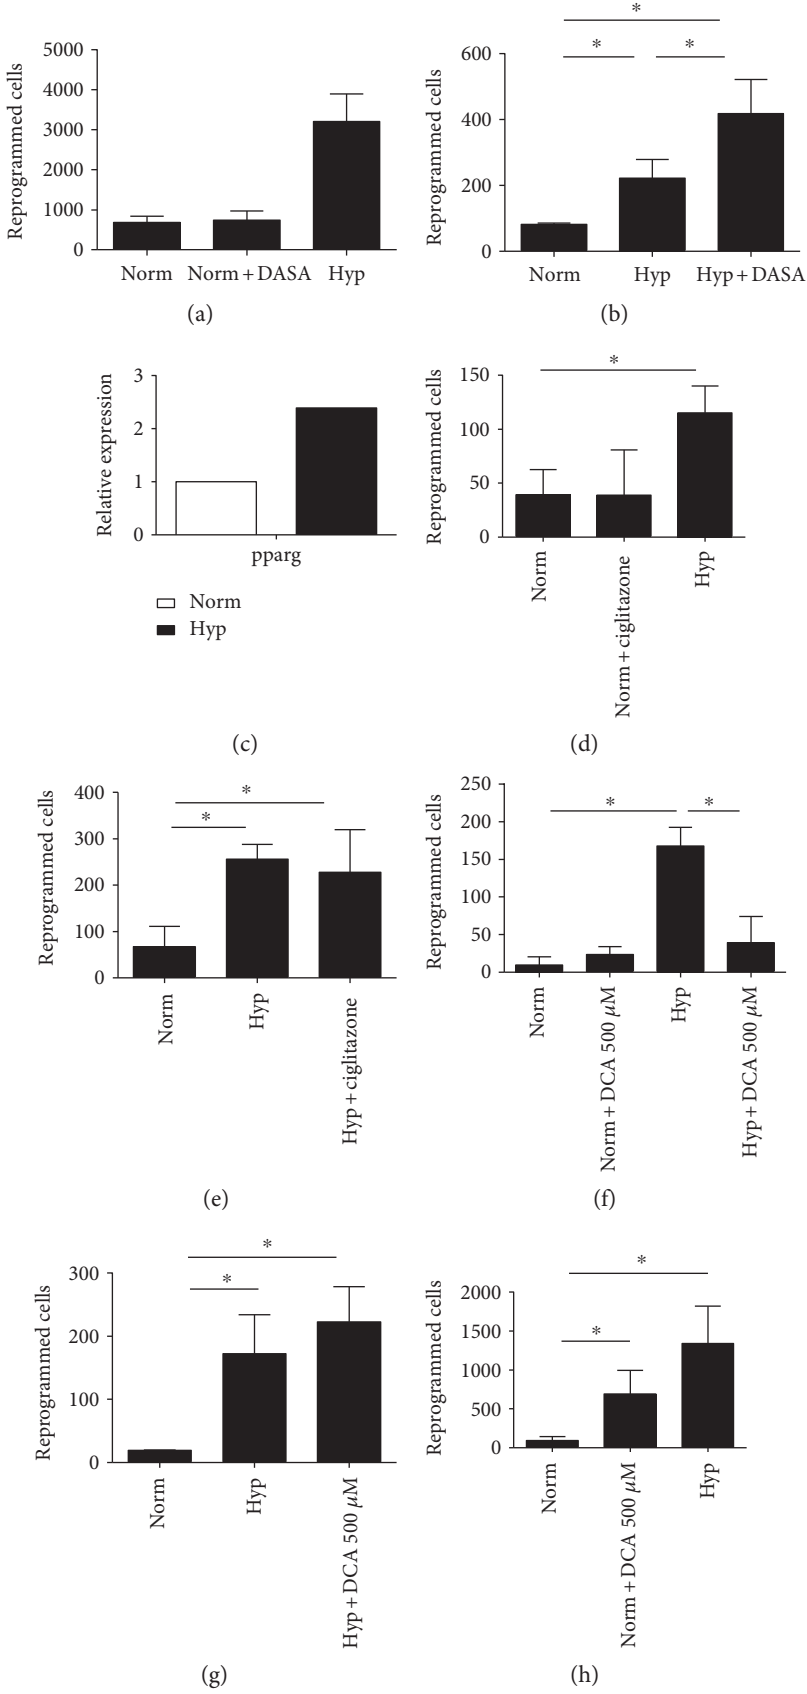 Reprogrammed cells
5000
4000
3000
2000
1000
0
Norm Norm + DASA Hyp
(a)
Reprogrammed cells
600
400
200
0
* * *
Norm Hyp Hyp + DASA
(b)
Relative expression
3
2
1
0
pparg
Norm
Hyp
(c)
Reprogrammed cells
150
100
50
0
*
Norm
Norm + ciglitazone
Hyp
(d)
Reprogrammed cells
400
300
200
100
0
* *
Norm
Hyp
Hyp + ciglitazone
(e)
Reprogrammed cells
250
200
150
100
50
0
* *
Norm
Norm + DCA 500 μM
Hyp
Hyp + DCA 500 μM
(f)
Reprogrammed cells
300
200
100
0
* *
Norm
Hyp
Hyp + DCA 500 μM
(g)
Reprogrammed cells
2000
1500
1000
500
0
* *
Norm
Norm + DCA 500 μM
Hyp
(h)